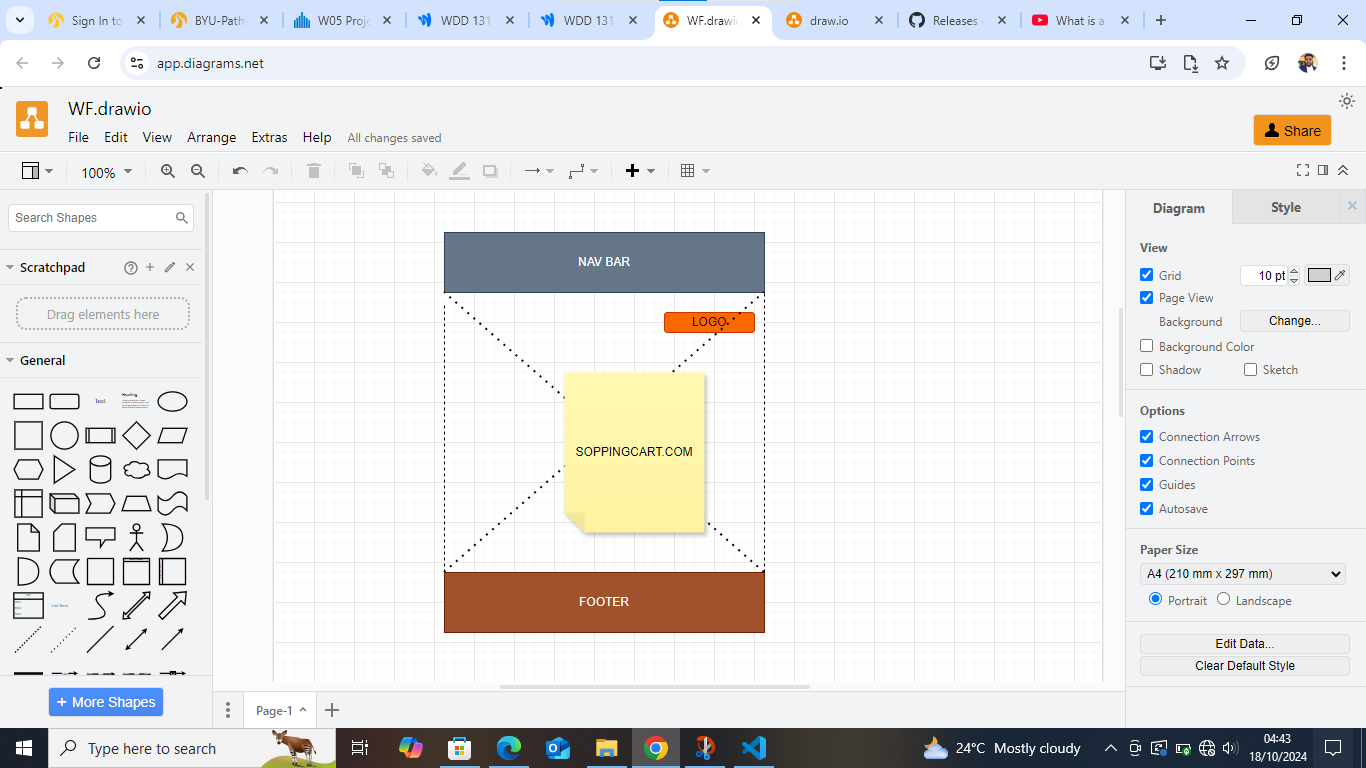 Sign In to
BYU-Path
W05 Proje
WDD 131
WDD 131
WF.drawio
draw.io
Releases
What is a
app.diagrams.net
WF.drawio
File Edit View Arrange Extras Help All changes saved
Share
100%
Search Shapes
Scratchpad
Drag elements here
General
Text
Heading
List Item
More Shapes
NAV BAR
LOGO
SOPPINGCART.COM
FOOTER
Page-1
Diagram Style
View
Grid 10 pt
Page View
Background Change...
Background Color
Shadow Sketch
Options
Connection Arrows
Connection Points
Guides
Autosave
Paper Size
A4 (210 mm x 297 mm)
Portrait Landscape
Edit Data...
Clear Default Style
Type here to search
24°C Mostly cloudy
04:43
18/10/2024